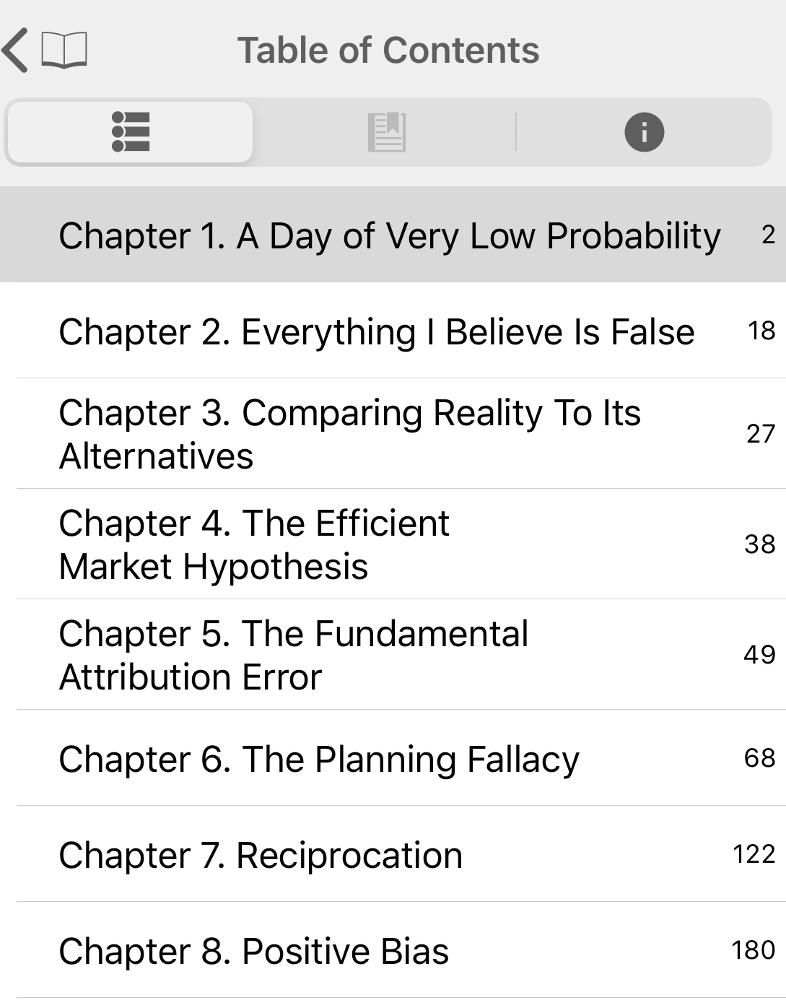 Table of Contents
Chapter 1. A Day of Very Low Probability 2
Chapter 2. Everything I Believe Is False 18
Chapter 3. Comparing Reality To Its
Alternatives 27
Chapter 4. The Efficient
Market Hypothesis 38
Chapter 5. The Fundamental
Attribution Error 49
Chapter 6. The Planning Fallacy 68
Chapter 7. Reciprocation 122
Chapter 8. Positive Bias 180